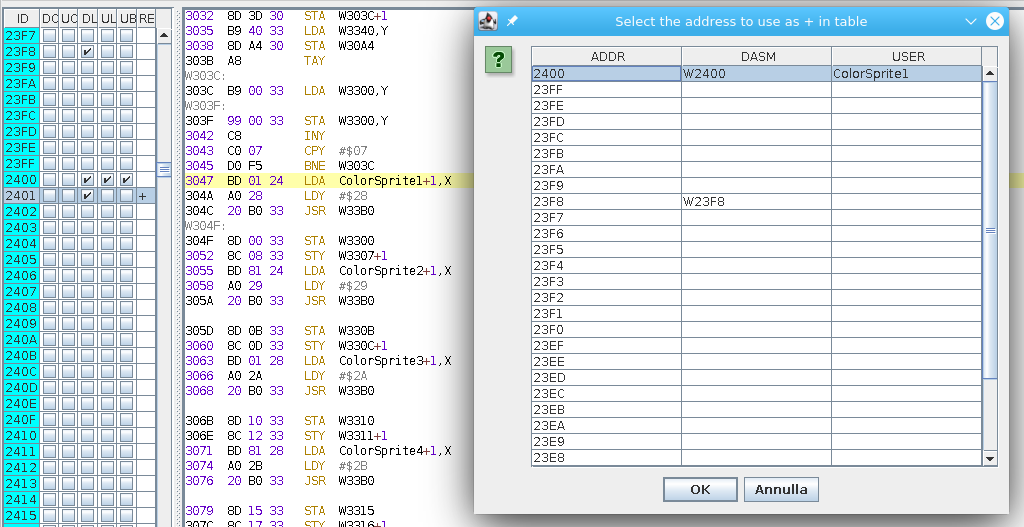 ID DC UC DL UL UB RE
23F7
23F8
23F9
23FA
23FB
23FC
23FD
23FE
23FF
2400
2401 +
2402
2403
2404
2405
2406
2407
2408
2409
240A
240B
240C
240D
240E
240F
2410
2411
2412
2413
2414
2415
3032 8D 3D 30 STA W303C+1
3035 B9 40 33 LDA W3340,Y
3038 8D A4 30 STA W30A4
303B A8 TAY
W303C:
303C B9 00 33 LDA W3300,Y
W303F:
303F 99 00 33 STA W3300,Y
3042 C8 INY
3043 C0 07 CPY #$07
3045 D0 F5 BNE W303C
3047 BD 01 24 LDA ColorSprite1+1,X
304A A0 28 LDY #$28
304C 20 B0 33 JSR W33B0
W304F:
304F 8D 00 33 STA W3300
3052 8C 08 33 STY W3307+1
3055 BD 81 24 LDA ColorSprite2+1,X
3058 A0 29 LDY #$29
305A 20 B0 33 JSR W33B0
305D 8D 0B 33 STA W330B
3060 8C 0D 33 STY W330C+1
3063 BD 01 28 LDA ColorSprite3+1,X
3066 A0 2A LDY #$2A
3068 20 B0 33 JSR W33B0
306B 8D 10 33 STA W3310
306E 8C 12 33 STY W3311+1
3071 BD 81 28 LDA ColorSprite4+1,X
3074 A0 2B LDY #$2B
3076 20 B0 33 JSR W33B0
3079 8D 15 33 STA W3315
307C 8C 17 33 STY W3316+1
Select the address to use as + in table
?
ADDR DASM USER
2400 W2400 ColorSprite1
23FF
23FE
23FD
23FC
23FB
23FA
23F9
23F8 W23F8
23F7
23F6
23F5
23F4
23F3
23F2
23F1
23F0
23EF
23EE
23ED
23EC
23EB
23EA
23E9
23E8
OK Annulla